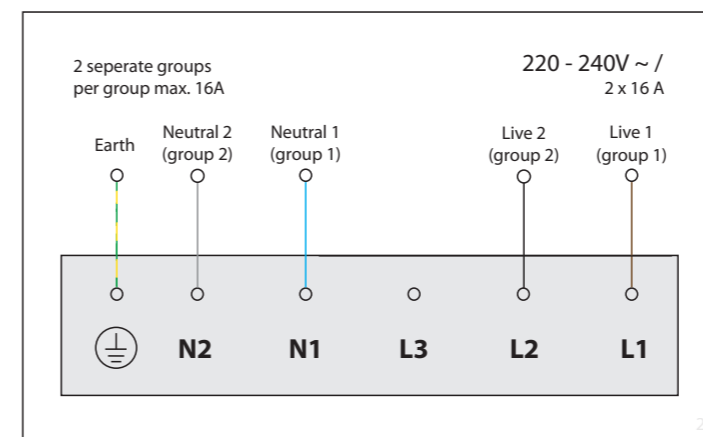 2 seperate groups
per group max. 16A
220 - 240V ~ /
2 x 16 A
Earth
Neutral 2
(group 2)
Neutral 1
(group 1)
Live 2
(group 2)
Live 1
(group 1)
N2
N1
L3
L2
L1
2